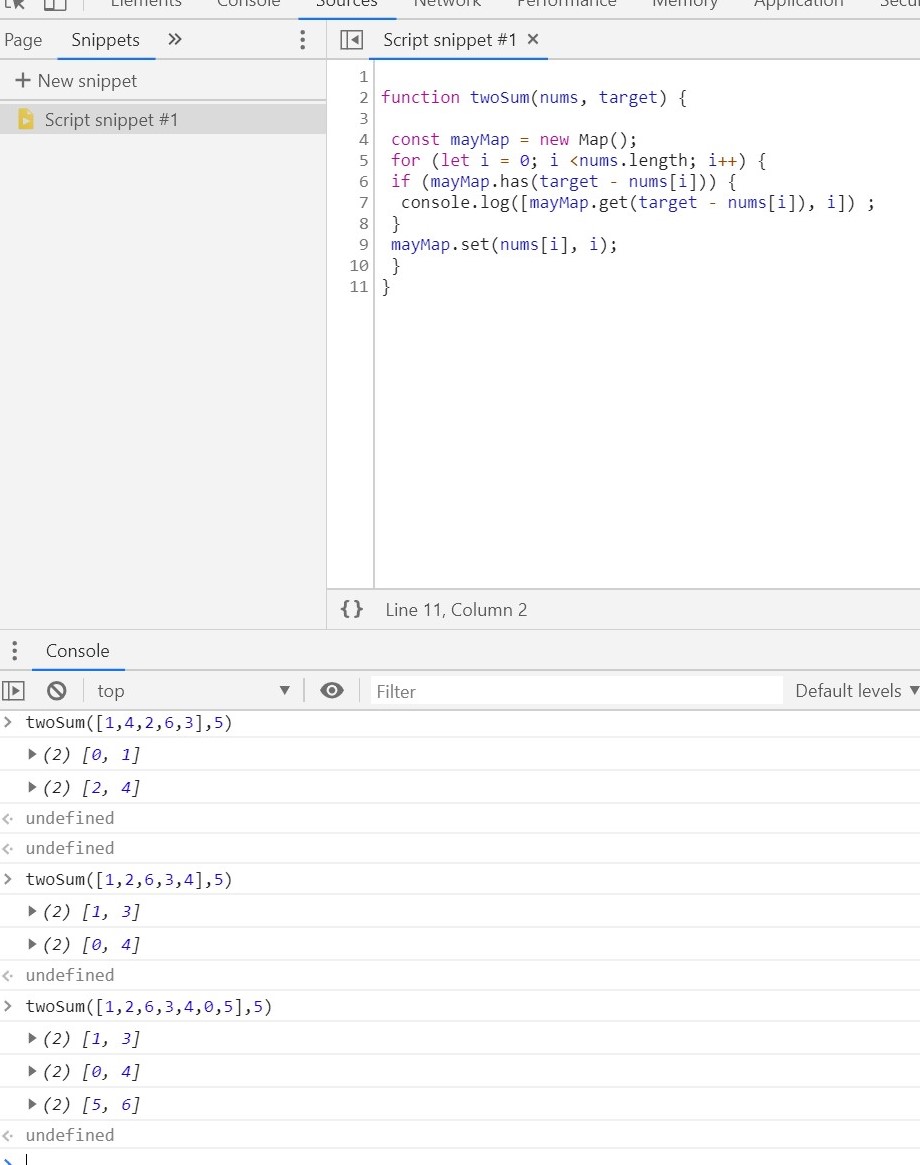 Elements Console Sources Network Performance Memory Application
Page Snippets »
Script snippet #1 ×
+ New snippet
Script snippet #1
1
2 function twoSum(nums, target) {
3
4 const mayMap = new Map();
5 for (let i = 0; i <nums.length; i++) {
6 if (mayMap.has(target - nums[i])) {
7 console.log([mayMap.get(target - nums[i]), i]) ;
8 }
9 mayMap.set(nums[i], i);
10 }
11 }
{} Line 11, Column 2
Console
top ▼ Filter Default levels ▼
> twoSum([1,4,2,6,3],5)
▶ (2) [0, 1]
▶ (2) [2, 4]
undefined
undefined
> twoSum([1,2,6,3,4],5)
▶ (2) [1, 3]
▶ (2) [0, 4]
undefined
> twoSum([1,2,6,3,4,0,5],5)
▶ (2) [1, 3]
▶ (2) [0, 4]
▶ (2) [5, 6]
undefined
>